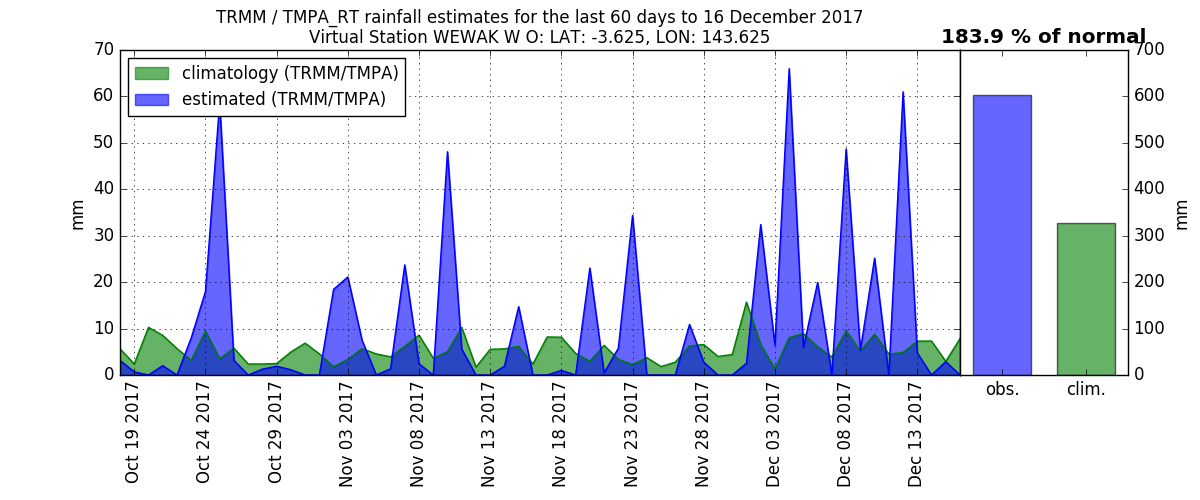 TRMM / TMPA_RT rainfall estimates for the last 60 days to 16 December 2017
Virtual Station WEWAK W O: LAT: -3.625, LON: 143.625
183.9 % of normal
climatology (TRMM/TMPA)
estimated (TRMM/TMPA)
mm
70
60
50
40
30
20
10
0
Oct 19 2017
Oct 24 2017
Oct 29 2017
Nov 03 2017
Nov 08 2017
Nov 13 2017
Nov 18 2017
Nov 23 2017
Nov 28 2017
Dec 03 2017
Dec 08 2017
Dec 13 2017
obs.
clim.
700
600
500
400
300
200
100
0
mm